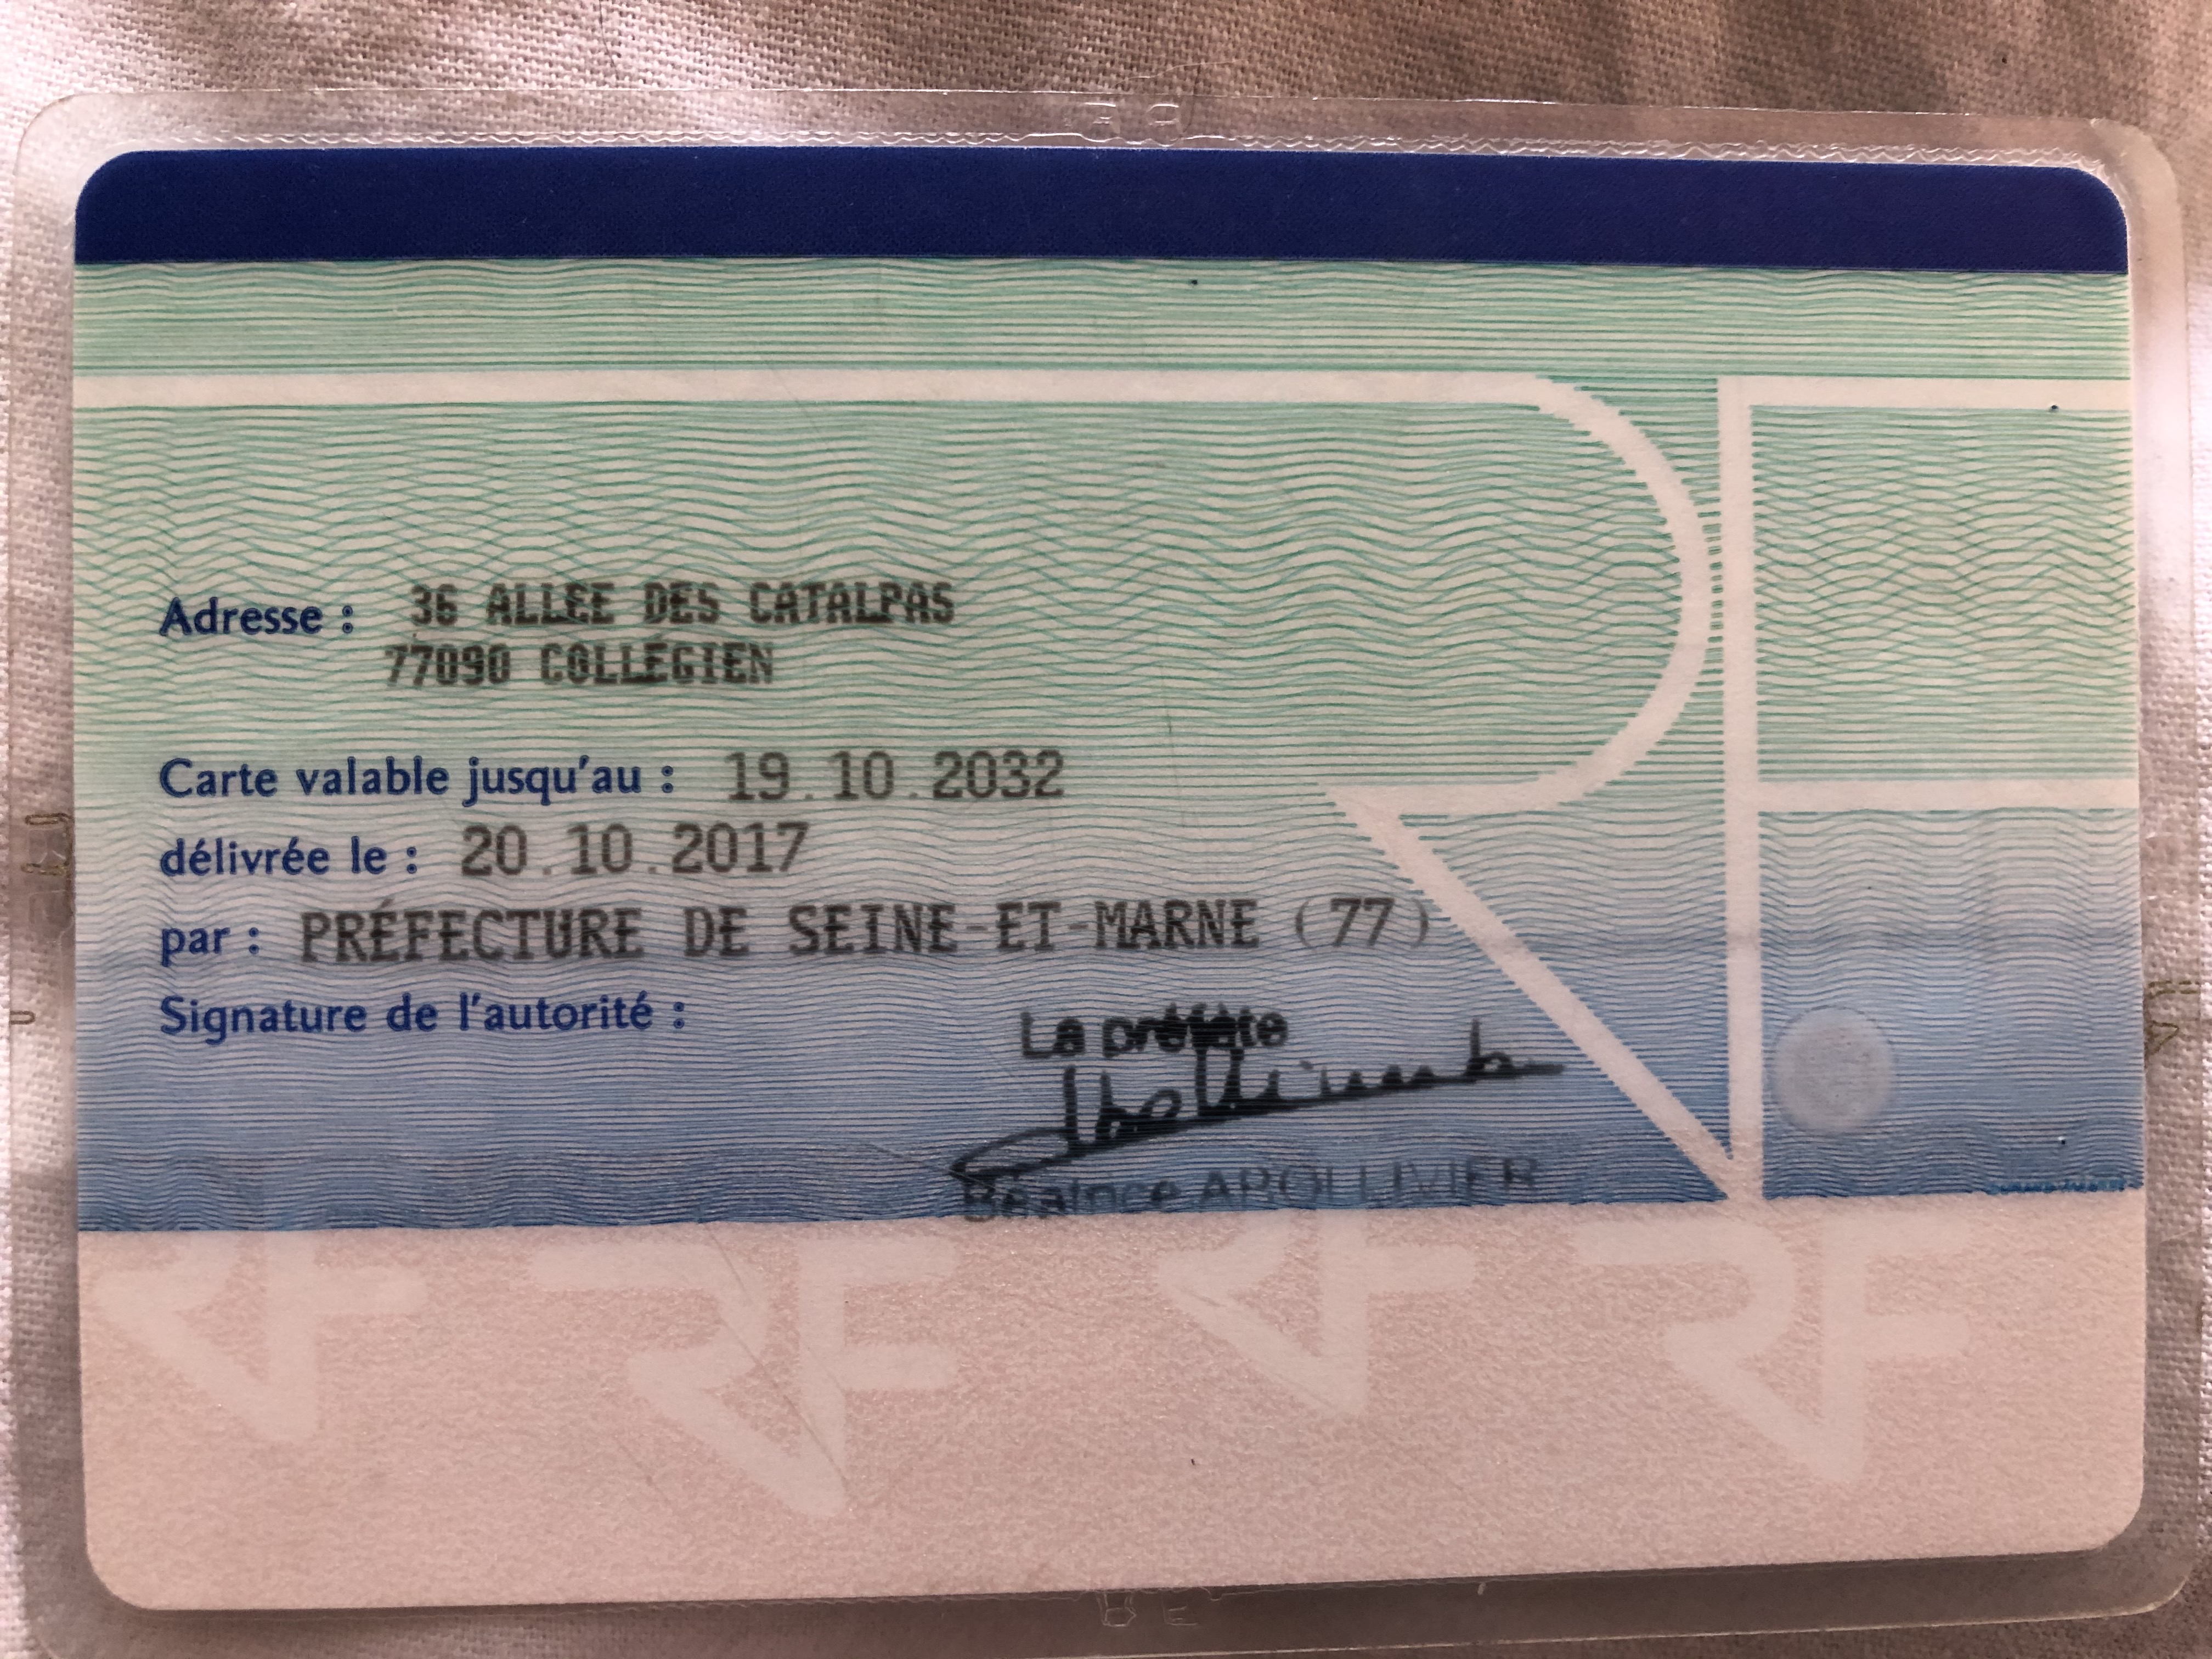 Adresse : 36 ALLEE DES CATALPAS
77090 COLLÉGIEN
Carte valable jusqu'au : 19.10.2032
délivrée le : 20.10.2017
par : PRÉFECTURE DE SEINE-ET-MARNE (77)
Signature de l'autorité :
La préfète
Béatrice ABOLLIVIER
RF
RF RF RF RF